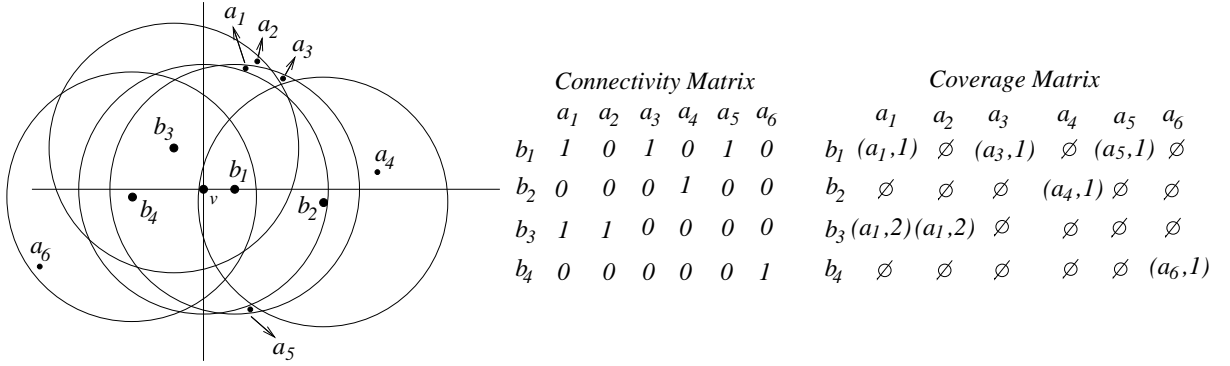 a1
a2
a3
b3
a4
b1
v
b4
b2
a6
a5
Connectivity Matrix
a1 a2 a3 a4 a5 a6
b1 1 0 1 0 1 0
b2 0 0 0 1 0 0
b3 1 1 0 0 0 0
b4 0 0 0 0 0 1
Coverage Matrix
a1 a2 a3 a4 a5 a6
b1 (a1,1) ∅ (a3,1) ∅ (a5,1) ∅
b2 ∅ ∅ ∅ (a4,1) ∅ ∅
b3 (a1,2) (a1,2) ∅ ∅ ∅ ∅
b4 ∅ ∅ ∅ ∅ ∅ (a6,1)